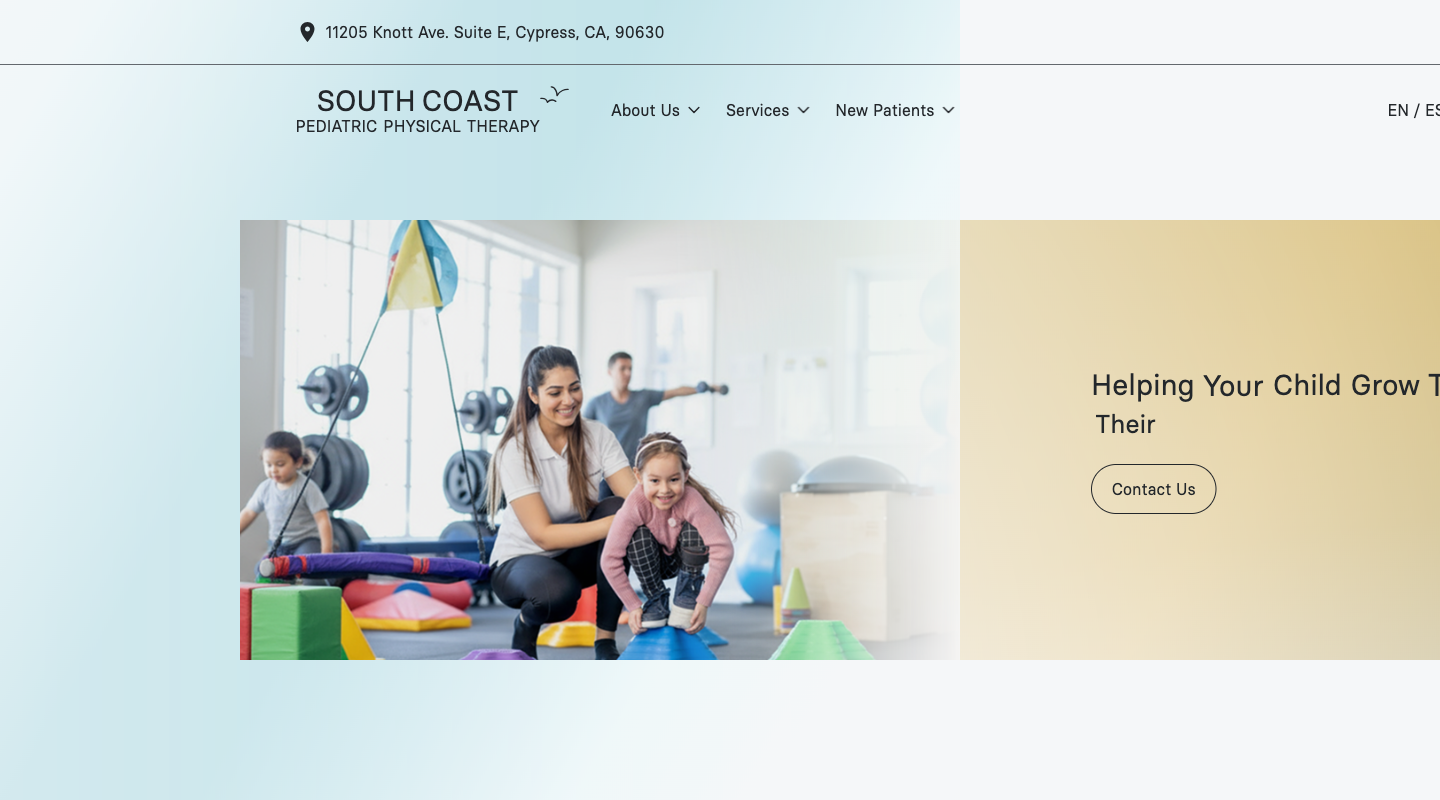 11205 Knott Ave. Suite E, Cypress, CA, 90630
SOUTH COAST
PEDIATRIC PHYSICAL THERAPY
About Us
Services
New Patients
EN / ES
Helping Your Child Grow T
Their
Contact Us